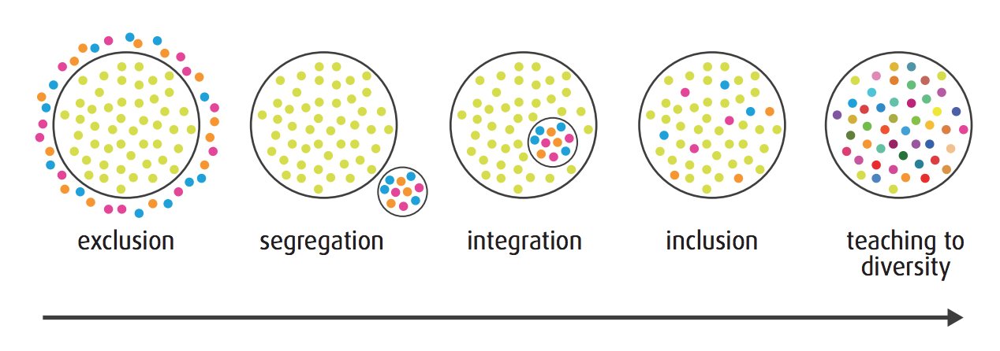 exclusion
segregation
integration
inclusion
teaching to
diversity